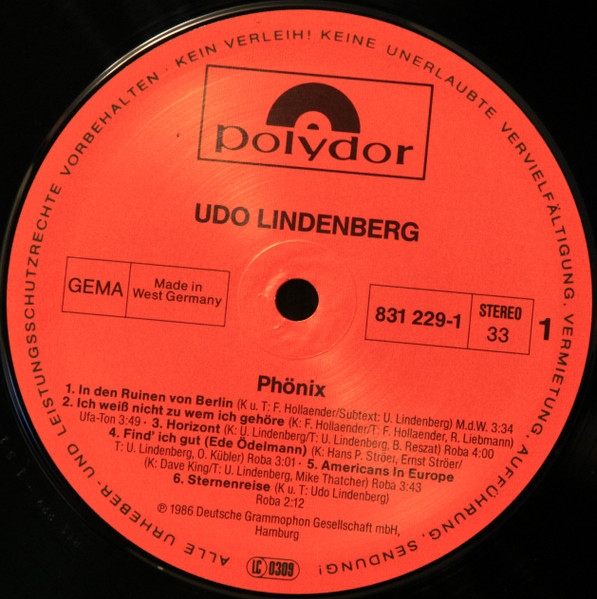 ALLE URHEBER- UND LEISTUNGSSCHUTZRECHTE VORBEHALTEN · KEIN VERLEIH! KEINE UNERLAUBTE VERVIELFÄLTIGUNG, VERMIETUNG, AUFFÜHRUNG, SENDUNG!
polydor
UDO LINDENBERG
GEMA
Made in
West Germany
831 229-1
STEREO
33
1
Phönix
1. In den Ruinen von Berlin (K u. T: F. Hollaender/Subtext: U. Lindenberg) M.d.W. 3:34
2. Ich weiß nicht zu wem ich gehöre (K: F. Hollaender/T: F. Hollaender, R. Liebmann)
Ufa-Ton 3:49 · 3. Horizont (K: U. Lindenberg/T: U. Lindenberg, B. Reszat) Roba 4:00
4. Find' ich gut (Ede Ödelmann) (K: Hans P. Ströer, Ernst Ströer/
T: U. Lindenberg, O. Kübler) Roba 3:01 · 5. Americans In Europe
(K: Dave King/T: U. Lindenberg, Mike Thatcher) Roba 3:43
6. Sternenreise (K u. T: Udo Lindenberg)
Roba 2:12
℗ 1986 Deutsche Grammophon Gesellschaft mbH,
Hamburg
LC 0309